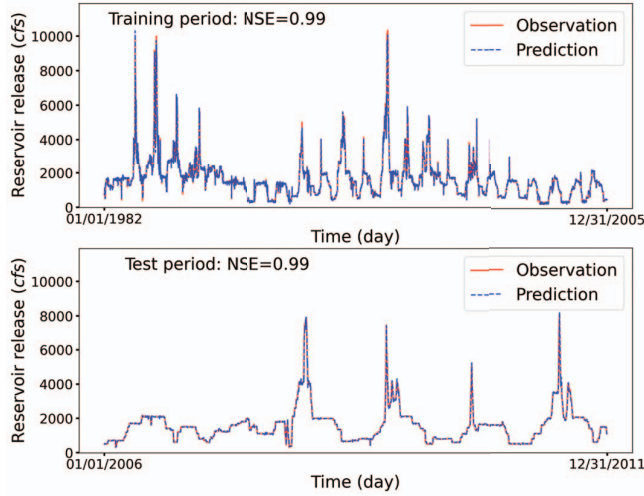 Training period: NSE=0.99
Observation
Prediction
Reservoir release (cfs)
10000
8000
6000
4000
2000
0
01/01/1982
12/31/2005
Time (day)
Test period: NSE=0.99
Observation
Prediction
Reservoir release (cfs)
10000
8000
6000
4000
2000
0
01/01/2006
12/31/2011
Time (day)